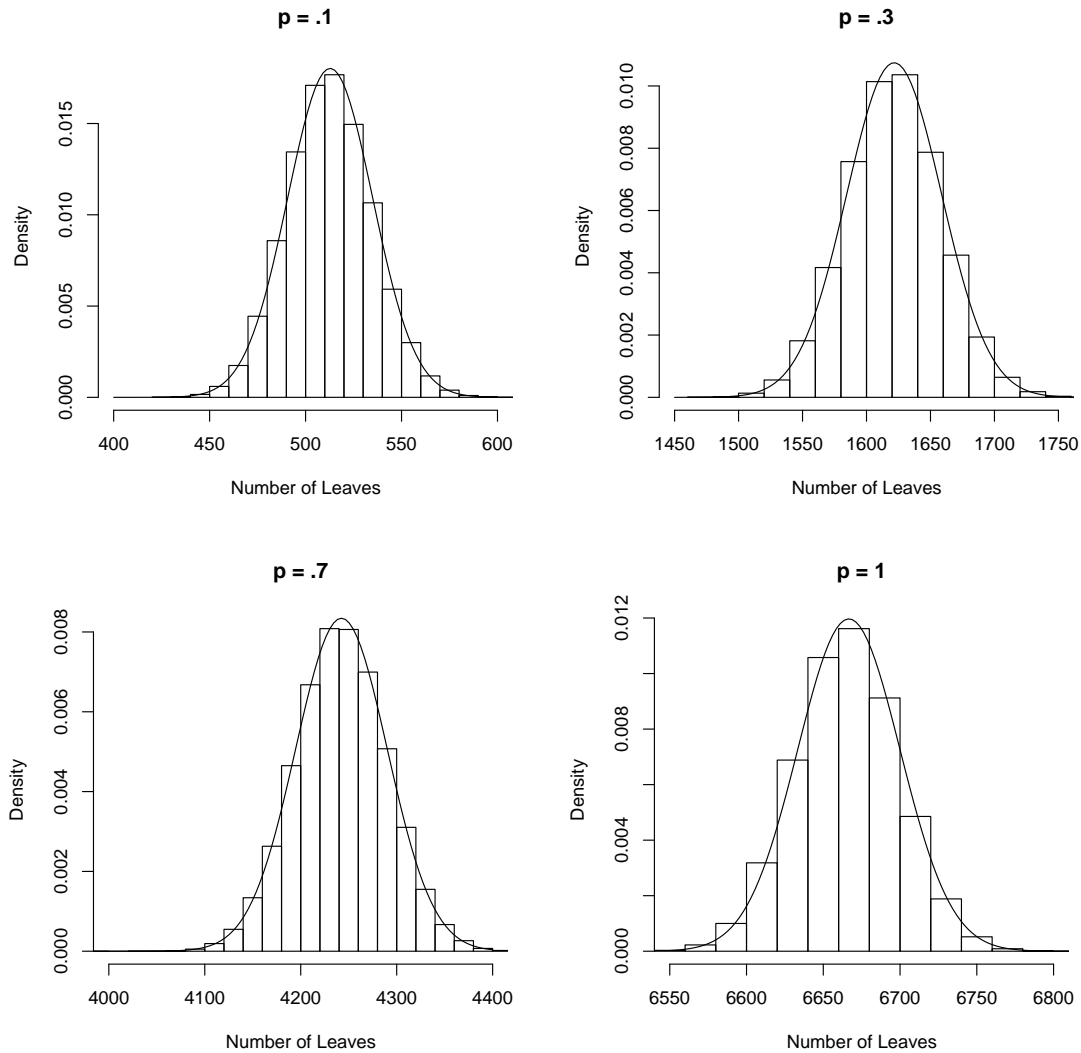 p = .1
Density
0.000 0.005 0.010 0.015
400 450 500 550 600
Number of Leaves
p = .3
Density
0.000 0.002 0.004 0.006 0.008 0.010
1450 1500 1550 1600 1650 1700 1750
Number of Leaves
p = .7
Density
0.000 0.002 0.004 0.006 0.008
4000 4100 4200 4300 4400
Number of Leaves
p = 1
Density
0.000 0.004 0.008 0.012
6550 6600 6650 6700 6750 6800
Number of Leaves